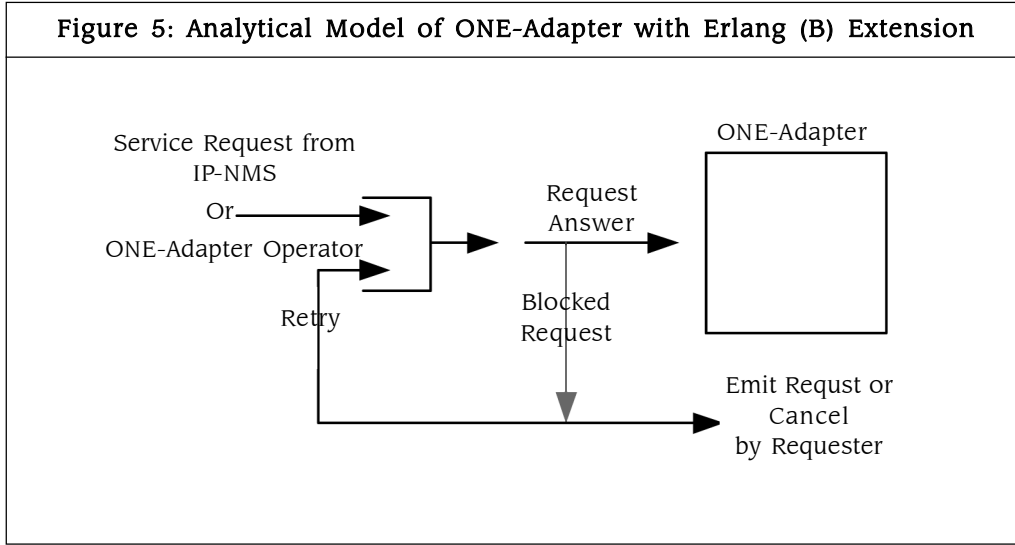 Figure 5: Analytical Model of ONE-Adapter with Erlang (B) Extension
Service Request from
IP-NMS
Or
ONE-Adapter Operator
Retry
Request
Answer
Blocked
Request
ONE-Adapter
Emit Requst or
Cancel
by Requester